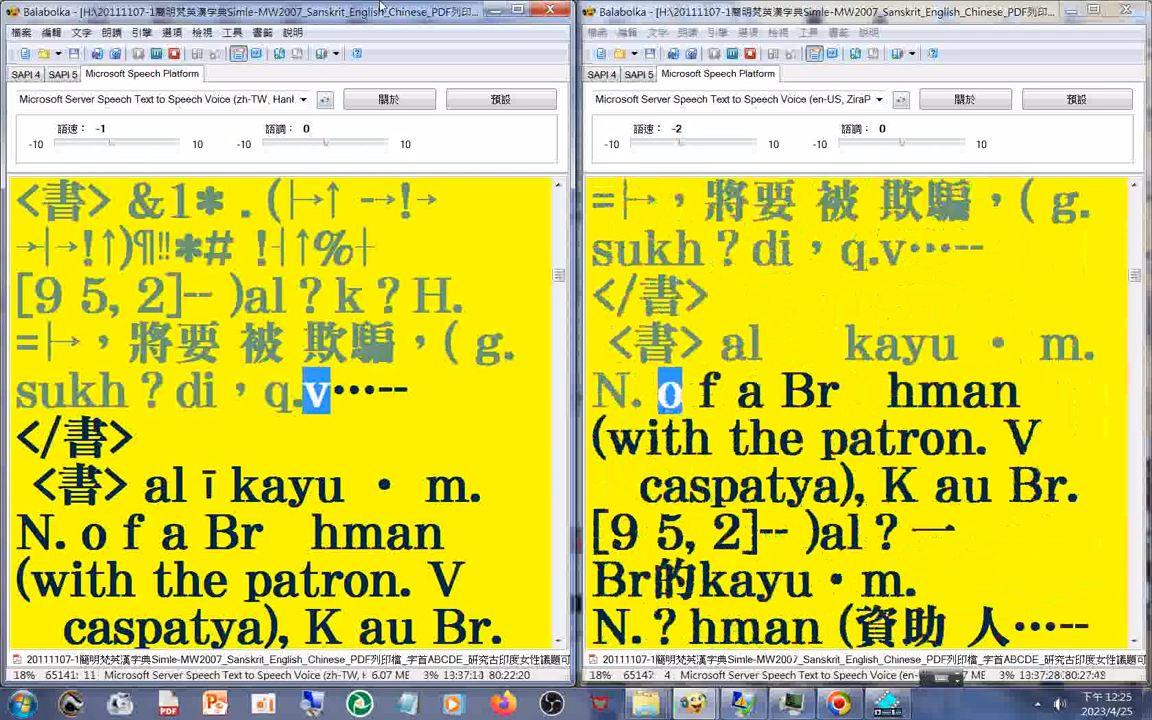 Balabolka - [H:\20111107-1簡明梵英漢字典Simle-MW2007_Sanskrit_English_Chinese_PDF列印...
檔案 編輯 文字 朗讀 引擎 選項 檢視 工具 書籤 說明
SAPI 4 SAPI 5 Microsoft Speech Platform
Microsoft Server Speech Text to Speech Voice (zh-TW, Hanl
關於 預設
語速： -1 語調： 0
-10 10 -10 10
<書> &1* . (├→↑ ─→!┼→
→┤→!↑)¶‼*# !┤↑%┼
[9 5, 2]-- )al？k？H.
=├→，將要 被 欺騙，( g.
sukh？di，q.v…--
</書>
<書> al ī kayu ‧ m.
N. o f a Br hman
(with the patron. V
caspatya), K au Br.
20111107-1簡明梵英漢字典Simle-MW2007_Sanskrit_English_Chinese_PDF列印檔_字首ABCDE_研究古印度女性議題可
18% 65141: 11 Microsoft Server Speech Text to Speech Voice (zh-TW, 6.07 MB 3% 13:37:13 80:22:20
Balabolka - [H:\20111107-1簡明梵英漢字典Simle-MW2007_Sanskrit_English_Chinese_PDF列印...
檔案 編輯 文字 朗讀 引擎 選項 檢視 工具 書籤 說明
SAPI 4 SAPI 5 Microsoft Speech Platform
Microsoft Server Speech Text to Speech Voice (en-US, ZiraP
關於 預設
語速： -2 語調： 0
-10 10 -10 10
=├→，將要 被 欺騙，( g.
sukh？di，q.v…--
</書>
<書> al kayu ‧ m.
N. o f a Br hman
(with the patron. V
caspatya), K au Br.
[9 5, 2]-- )al？一
Br的kayu‧m.
N.？hman (資助 人…--
20111107-1簡明梵英漢字典Simle-MW2007_Sanskrit_English_Chinese_PDF列印檔_字首ABCDE_研究古印度女性議題可
18% 65147: 4 Microsoft Server Speech Text to Speech Voice (en-US, 3% 13:37:28 80:27:48
下午 12:25
2023/4/25